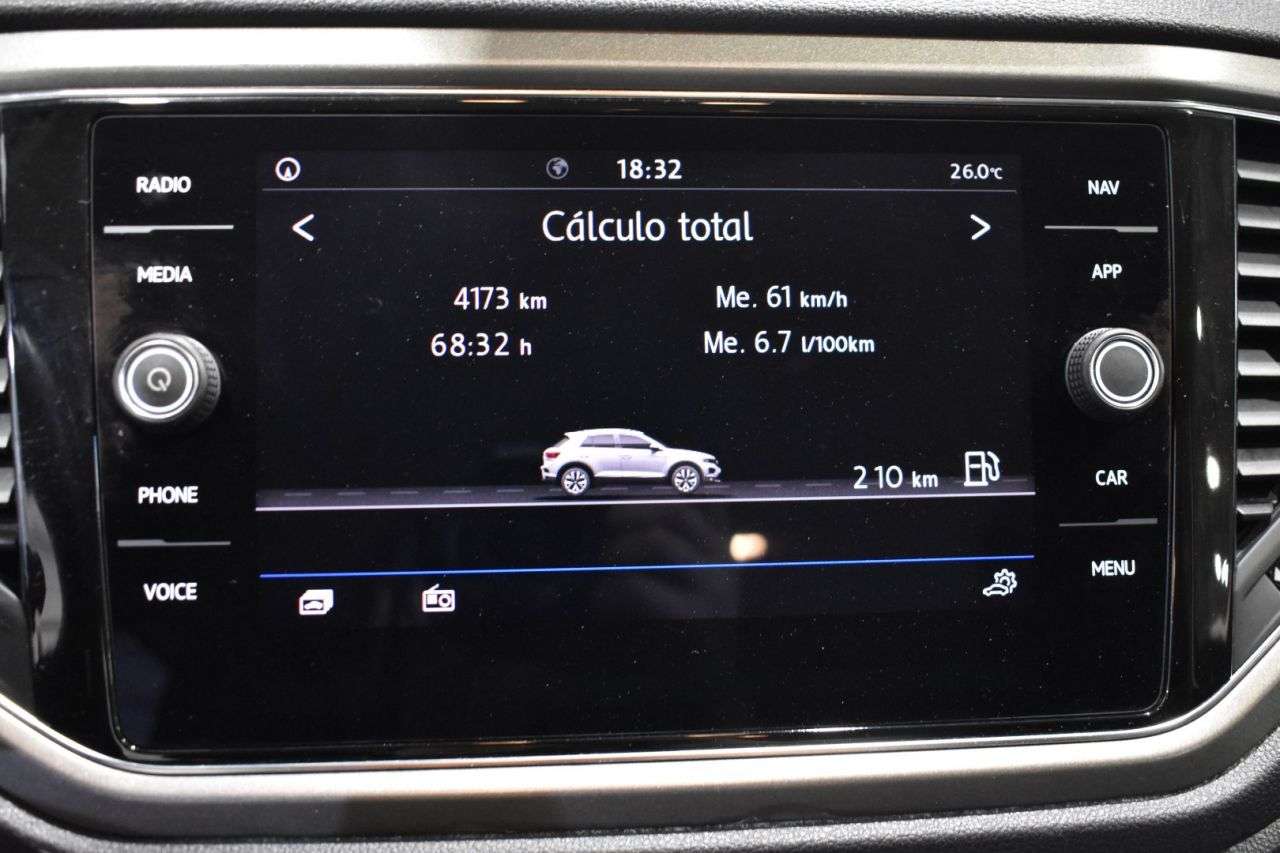 RADIO
MEDIA
PHONE
VOICE
18:32
26.0°C
Cálculo total
4173 km
Me. 61 km/h
68:32 h
Me. 6.7 l/100km
210 km
NAV
APP
CAR
MENU